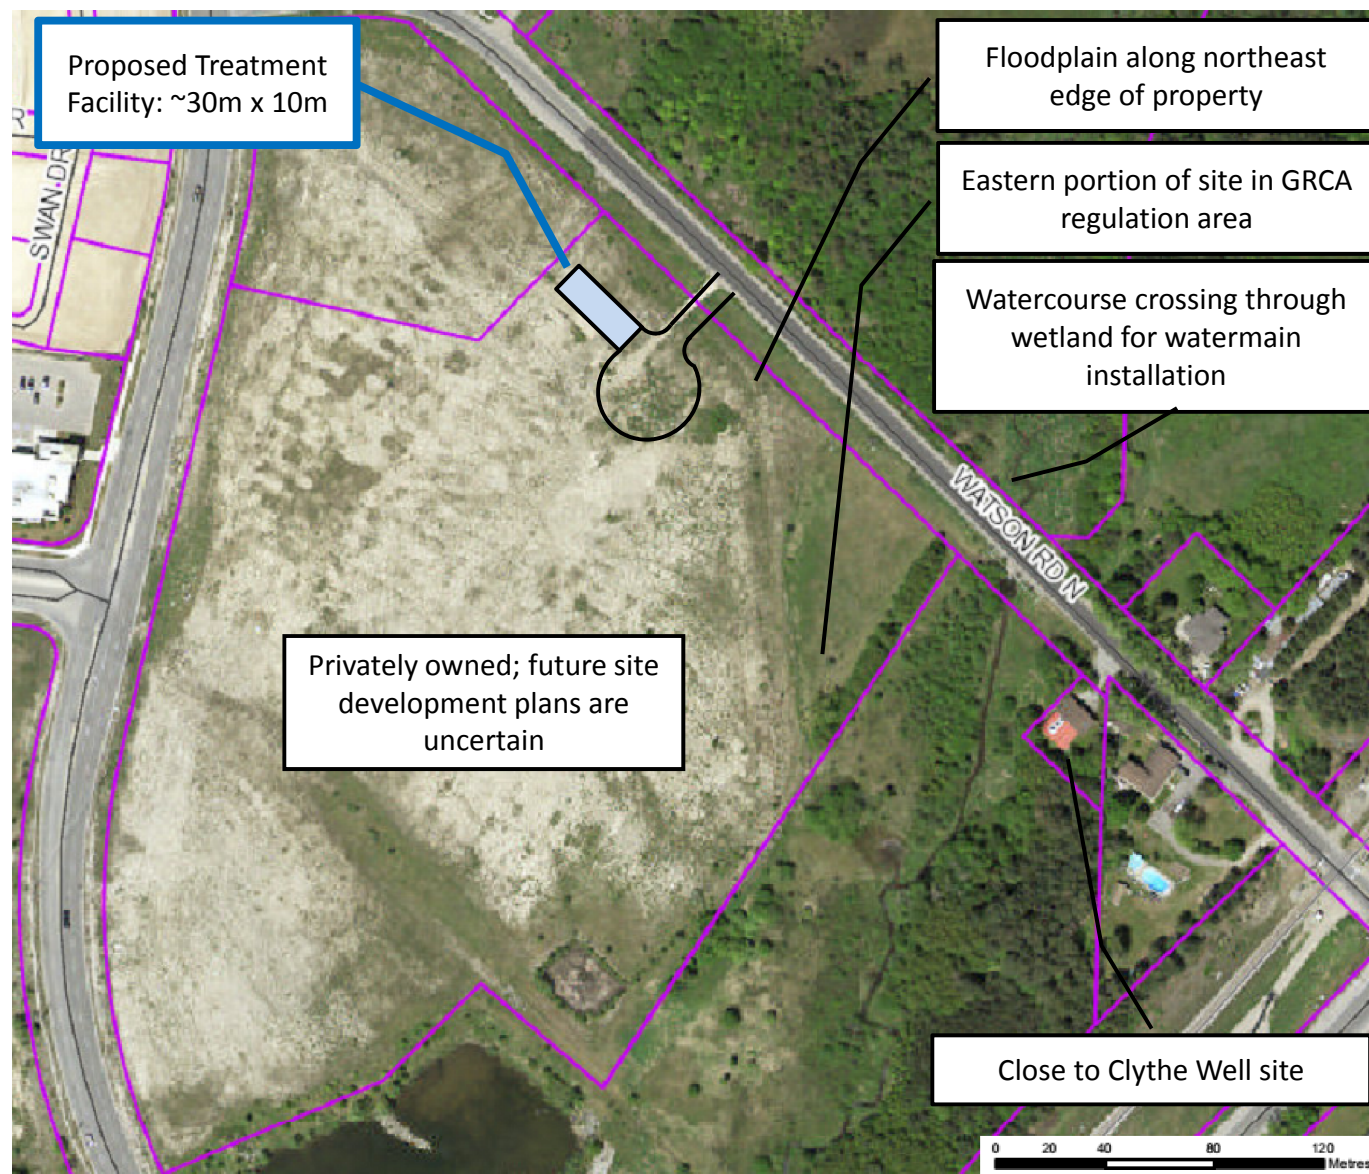 Proposed Treatment
Facility: ~30m x 10m
Floodplain along northeast
edge of property
Eastern portion of site in GRCA
regulation area
Watercourse crossing through
wetland for watermain
installation
R
SWAN DR
WATSON RD N
Privately owned; future site
development plans are
uncertain
Close to Clythe Well site
0 20 40 80 120
Metres